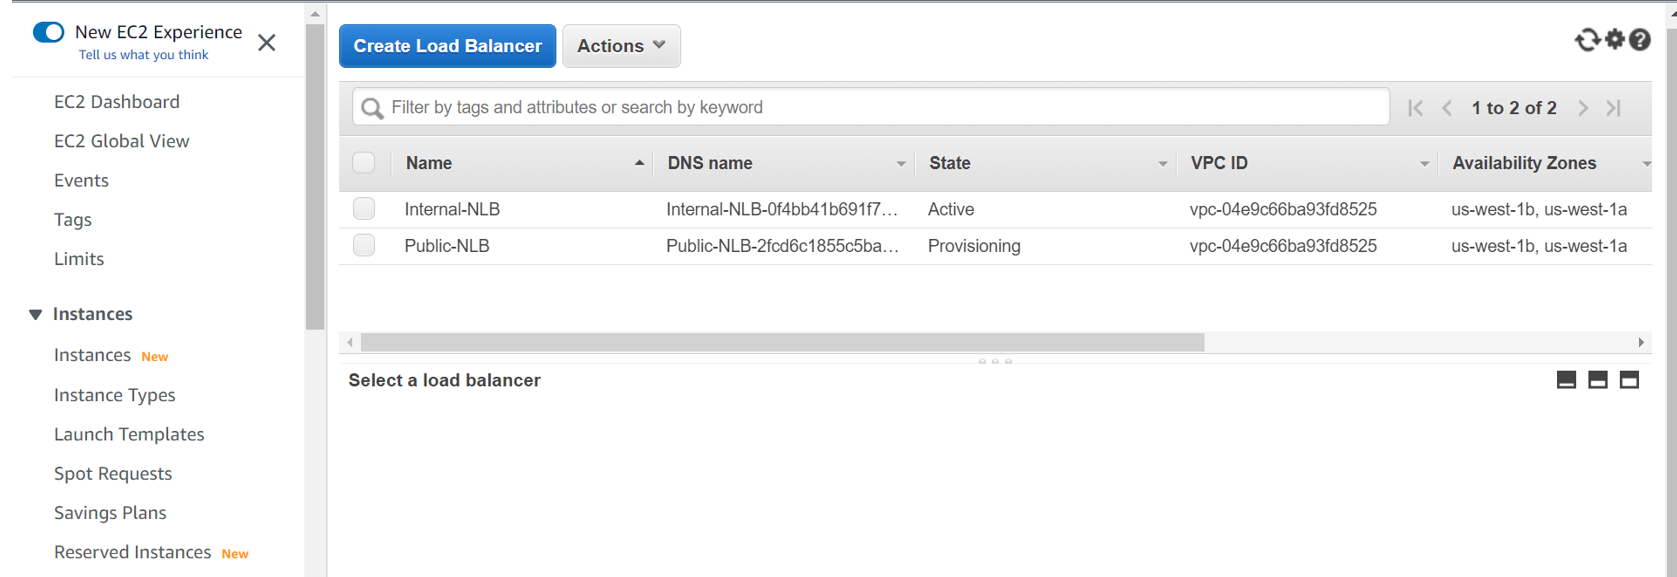 New EC2 Experience
Tell us what you think
EC2 Dashboard
EC2 Global View
Events
Tags
Limits
Instances
Instances New
Instance Types
Launch Templates
Spot Requests
Savings Plans
Reserved Instances New
Create Load Balancer Actions
Filter by tags and attributes or search by keyword 1 to 2 of 2
Name DNS name State VPC ID Availability Zones
Internal-NLB Internal-NLB-0f4bb41b691f7... Active vpc-04e9c66ba93fd8525 us-west-1b, us-west-1a
Public-NLB Public-NLB-2fcd6c1855c5ba... Provisioning vpc-04e9c66ba93fd8525 us-west-1b, us-west-1a
Select a load balancer